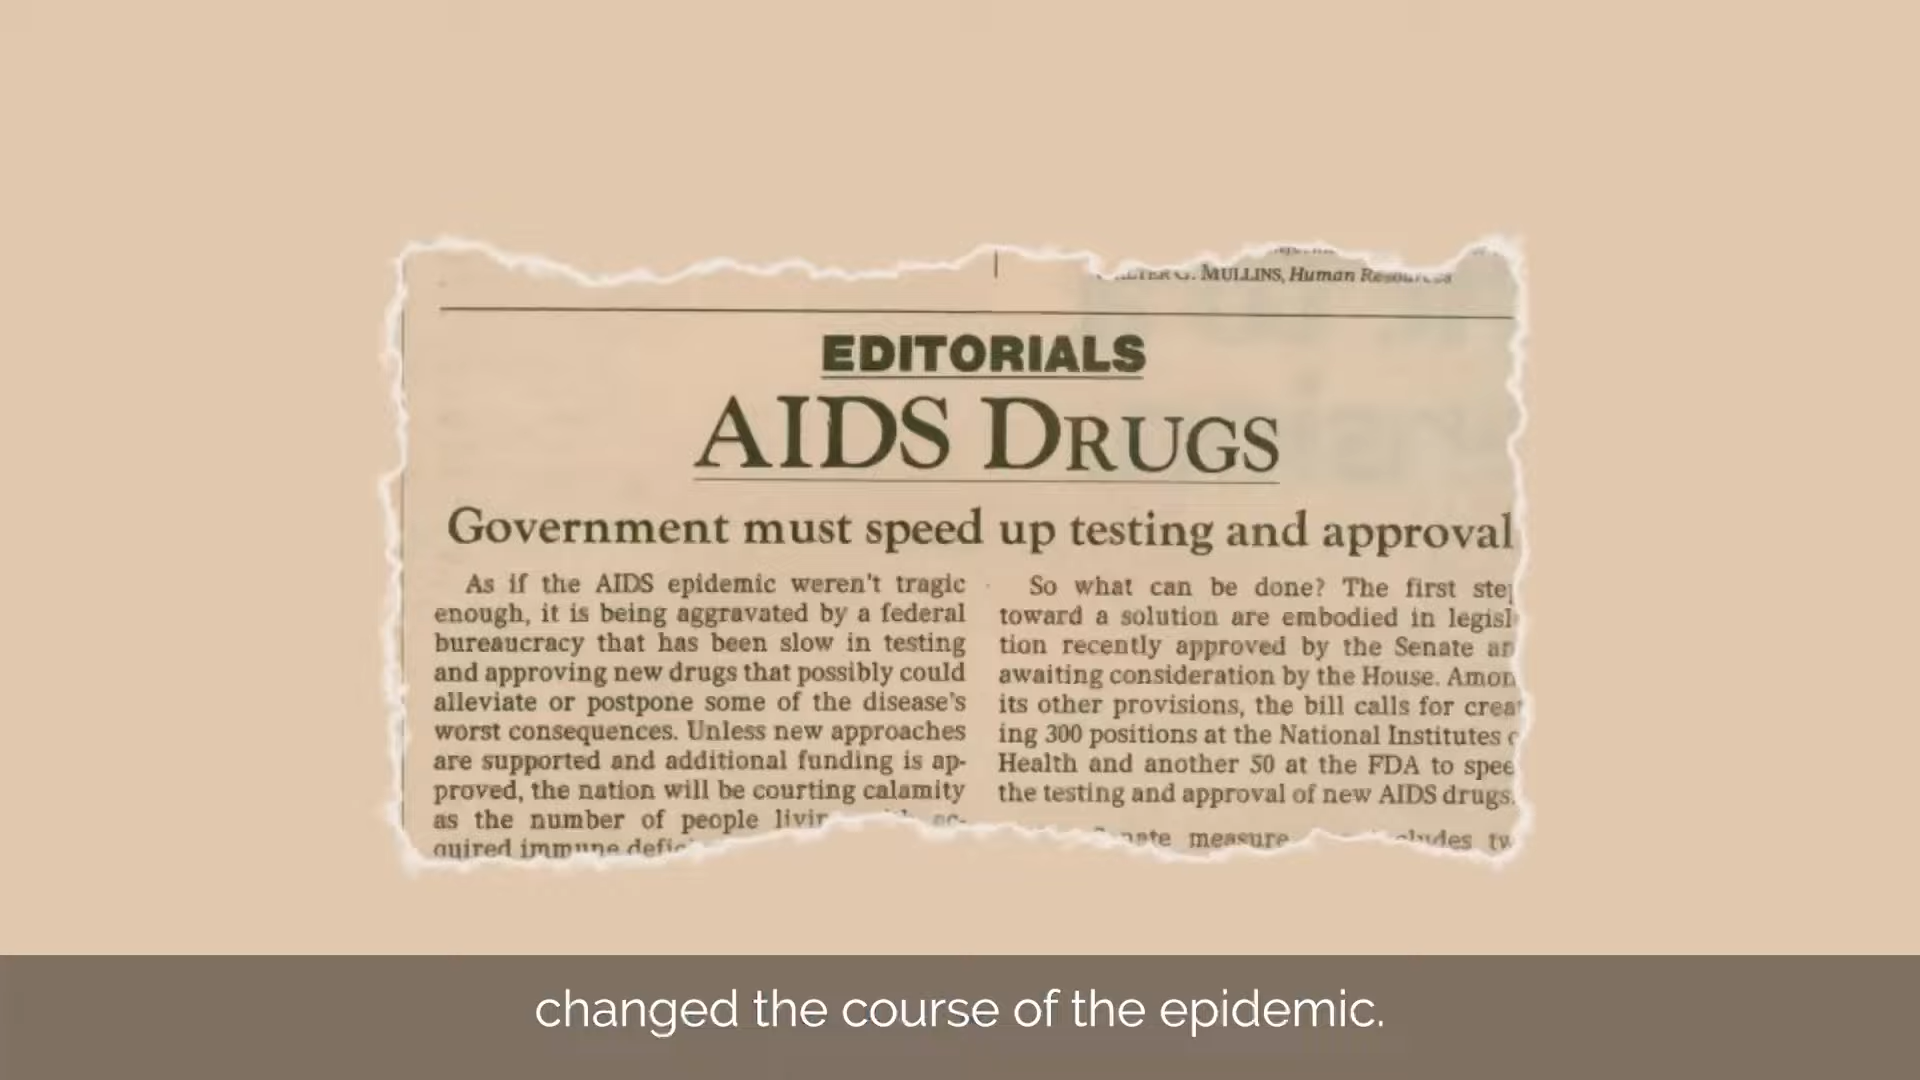 MULLINS, Human Resources
EDITORIALS
AIDS DRUGS
Government must speed up testing and approval
As if the AIDS epidemic weren't tragic
enough, it is being aggravated by a federal
bureaucracy that has been slow in testing
and approving new drugs that possibly could
alleviate or postpone some of the disease's
worst consequences. Unless new approaches
are supported and additional funding is ap-
proved, the nation will be courting calamity
as the number of people
quired immune
So what can be done? The first
toward a solution are embodied in
tion recently approved by the Senate
awaiting consideration by the House.
its other provisions, the bill calls for
ing 300 positions at the National Institutes
Health and another 50 at the FDA to
the testing and approval of new AIDS drugs.
measure
changed the course of the epidemic.